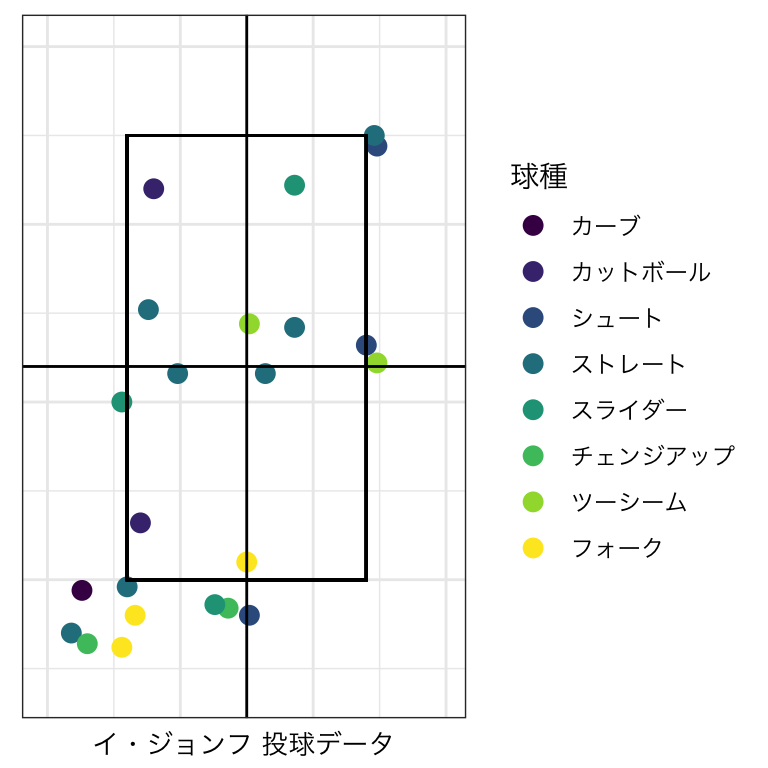 球種
カーブ
カットボール
シュート
ストレート
スライダー
チェンジアップ
ツーシーム
フォーク
イ・ジョンフ 投球データ